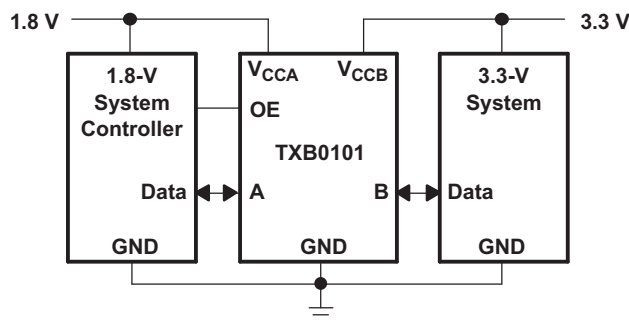 1.8 V
3.3 V
1.8-V
System
Controller
Data
GND
VCCA
VCCB
OE
TXB0101
A
B
GND
3.3-V
System
Data
GND